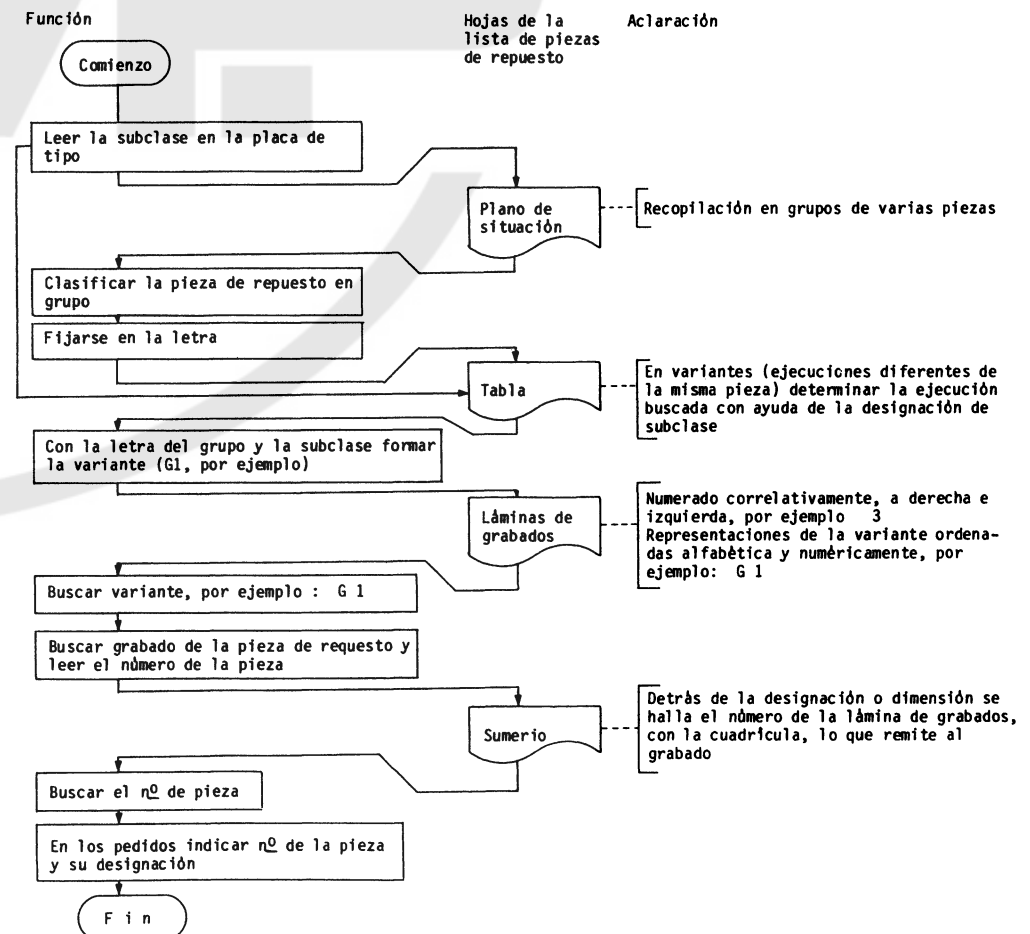 Función
Hojas de la
lista de piezas
de repuesto
Aclaración
Comienzo
Leer la subclase en la placa de
tipo
Plano de
situación
Recopilación en grupos de varias piezas
Clasificar la pieza de repuesto en
grupo
Fijarse en la letra
Tabla
En variantes (ejecuciones diferentes de
la misma pieza) determinar la ejecución
buscada con ayuda de la designación de
subclase
Con la letra del grupo y la subclase formar
la variante (G1, por ejemplo)
Láminas de
grabados
Numerado correlativamente, a derecha e
izquierda, por ejemplo 3
Representaciones de la variante ordena-
das alfabètica y numéricamente, por
ejemplo: G 1
Buscar variante, por ejemplo : G 1
Buscar grabado de la pieza de requesto y
leer el número de la pieza
Sumerio
Detrás de la designación o dimensión se
halla el número de la lámina de grabados,
con la cuadrícula, lo que remite al
grabado
Buscar el nº de pieza
En los pedidos indicar nº de la pieza
y su designación
F i n